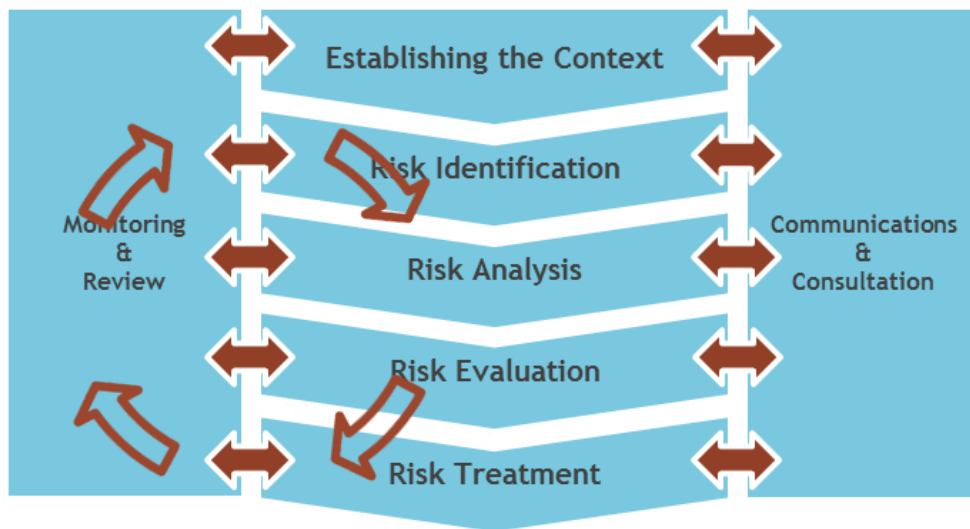 Establishing the Context
Risk Identification
Monitoring
&
Review
Risk Analysis
Communications
&
Consultation
Risk Evaluation
Risk Treatment